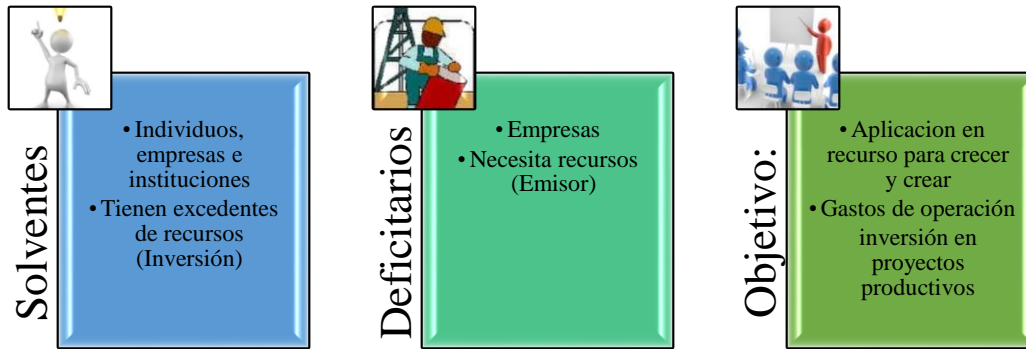 Solventes
• Individuos,
empresas e
instituciones
• Tienen excedentes
de recursos
(Inversión)
Deficitarios
• Empresas
• Necesita recursos
(Emisor)
Objetivo:
• Aplicacion en
recurso para crecer
y crear
• Gastos de operación
inversión en
proyectos
productivos